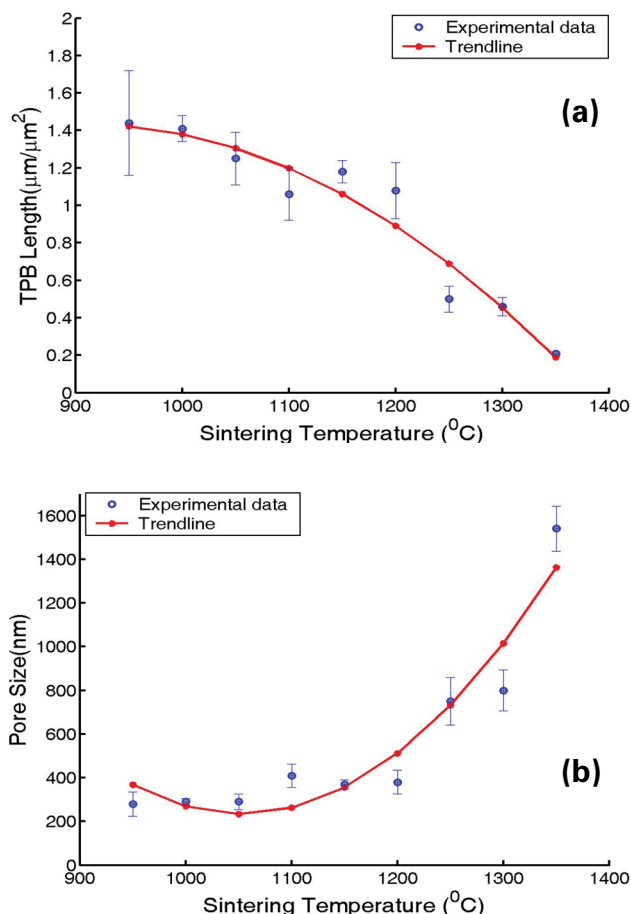 Experimental data
Trendline
(a)
1.8
1.6
1.4
1.2
1
0.8
0.6
0.4
0.2
0
TPB Length(μm/μm²)
900 1000 1100 1200 1300 1400
Sintering Temperature (⁰C)
Experimental data
Trendline
1600
1400
1200
1000
800
600
400
200
0
Pore Size(nm)
(b)
900 1000 1100 1200 1300 1400
Sintering Temperature (⁰C)